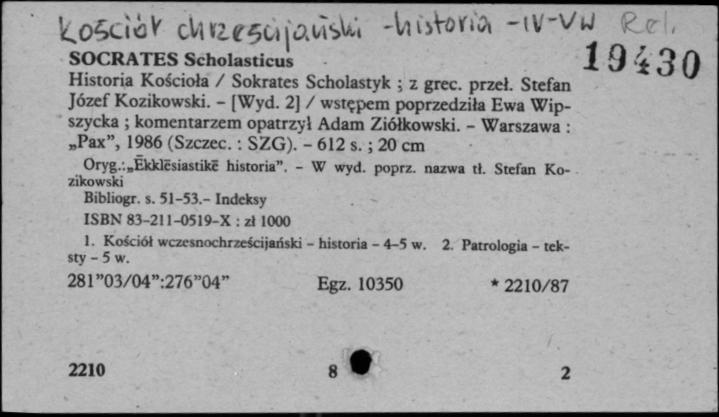 Kościół chrześcijański -historia -IV-V w Rel.
19430
SOCRATES Scholasticus
Historia Kościoła / Sokrates Scholastyk ; z grec. przeł. Stefan
Józef Kozikowski. – [Wyd. 2] / wstępem poprzedziła Ewa Wip-
szycka ; komentarzem opatrzył Adam Ziółkowski. – Warszawa :
„Pax”, 1986 (Szczec. : SZG). – 612 s. ; 20 cm
Oryg.:„Ēkklēsiastikē historia”. – W wyd. poprz. nazwa tł. Stefan Ko-
zikowski
Bibliogr. s. 51–53.– Indeksy
ISBN 83–211–0519–X : zł 1000
1. Kościół wczesnochrześcijański – historia – 4–5 w. 2. Patrologia – tek-
sty – 5 w.
281”03/04”:276”04” Egz. 10350 * 2210/87
2210 8 2